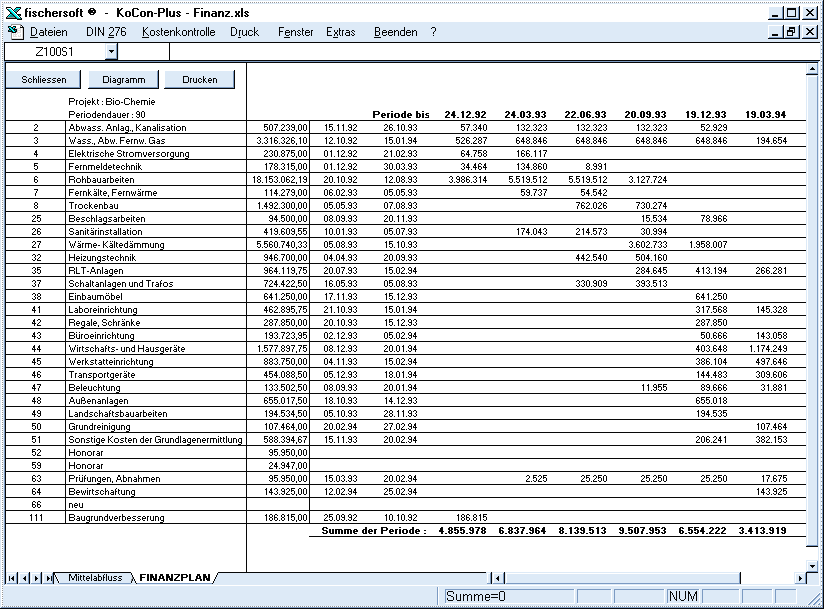 fischersoft ® - KoCon-Plus - Finanz.xls
Dateien DIN 276 Kostenkontrolle Druck Fenster Extras Beenden ?
Z100S1
Schliessen Diagramm Drucken
Projekt : Bio-Chemie
Periodendauer : 90 Periode bis 24.12.92 24.03.93 22.06.93 20.09.93 19.12.93 19.03.94
2 Abwass. Anlag., Kanalisation 507.239,00 15.11.92 26.10.93 57.340 132.323 132.323 132.323 52.929
3 Wass., Abw. Fernw. Gas 3.316.326,10 12.10.92 15.01.94 526.287 648.846 648.846 648.846 648.846 194.654
4 Elektrische Stromversorgung 230.875,00 01.12.92 21.02.93 64.758 166.117
5 Fernmeldetechnik 178.315,00 01.12.92 30.03.93 34.464 134.860 8.991
6 Rohbauarbeiten 18.153.062,19 20.10.92 12.08.93 3.986.314 5.519.512 5.519.512 3.127.724
7 Fernkälte, Fernwärme 114.279,00 06.02.93 05.05.93 59.737 54.542
8 Trockenbau 1.492.300,00 05.05.93 07.08.93 762.026 730.274
25 Beschlagsarbeiten 94.500,00 08.09.93 20.11.93 15.534 78.966
26 Sanitärinstallation 419.609,55 10.01.93 05.07.93 174.043 214.573 30.994
27 Wärme- Kältedämmung 5.560.740,33 05.08.93 15.10.93 3.602.733 1.958.007
32 Heizungstechnik 946.700,00 04.04.93 20.09.93 442.540 504.160
35 RLT-Anlagen 964.119,75 20.07.93 15.02.94 284.645 413.194 266.281
37 Schaltanlagen und Trafos 724.422,50 16.05.93 05.08.93 330.909 393.513
38 Einbaumöbel 641.250,00 17.11.93 15.12.93 641.250
41 Laboreinrichtung 462.895,75 21.10.93 15.01.94 317.568 145.328
42 Regale, Schränke 287.850,00 20.10.93 15.12.93 287.850
43 Büroeinrichtung 193.723,95 02.12.93 05.02.94 50.666 143.058
44 Wirtschafts- und Hausgeräte 1.577.897,75 08.12.93 20.01.94 403.648 1.174.249
45 Werkstatteinrichtung 883.750,00 04.11.93 15.02.94 386.104 497.646
46 Transportgeräte 454.088,50 05.12.93 18.01.94 144.483 309.606
47 Beleuchtung 133.502,50 08.09.93 20.01.94 11.955 89.666 31.881
48 Außenanlagen 655.017,50 18.10.93 14.12.93 655.018
49 Landschaftsbauarbeiten 194.534,50 05.10.93 28.11.93 194.535
50 Grundreinigung 107.464,00 20.02.94 27.02.94 107.464
51 Sonstige Kosten der Grundlagenermittlung 588.394,67 15.11.93 20.02.94 206.241 382.153
52 Honorar 95.950,00
59 Honorar 24.947,00
63 Prüfungen, Abnahmen 95.950,00 15.03.93 20.02.94 2.525 25.250 25.250 25.250 17.675
64 Bewirtschaftung 143.925,00 12.02.94 25.02.94 143.925
66 neu
111 Baugrundverbesserung 186.815,00 25.09.92 10.10.92 186.815
Summe der Periode : 4.855.978 6.837.964 8.139.513 9.507.953 6.554.222 3.413.919
Mittelabfluss FINANZPLAN
Summe=0 NUM